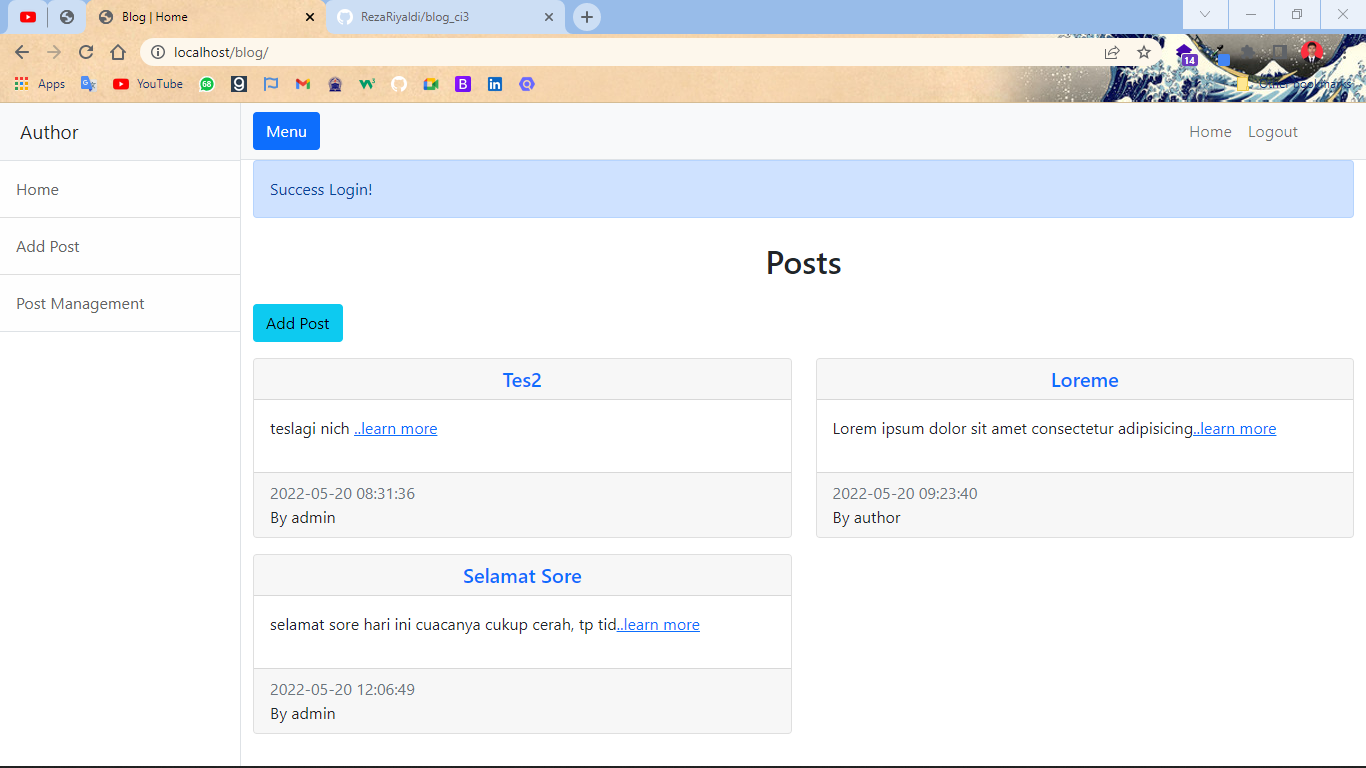 Blog | Home
RezaRiyaldi/blog_ci3
localhost/blog/
14
Apps
YouTube
Other bookmarks
Author
Menu
Home
Logout
Home
Add Post
Post Management
Success Login!
Posts
Add Post
Tes2
teslagi nich ..learn more
2022-05-20 08:31:36
By admin
Loreme
Lorem ipsum dolor sit amet consectetur adipisicing..learn more
2022-05-20 09:23:40
By author
Selamat Sore
selamat sore hari ini cuacanya cukup cerah, tp tid..learn more
2022-05-20 12:06:49
By admin